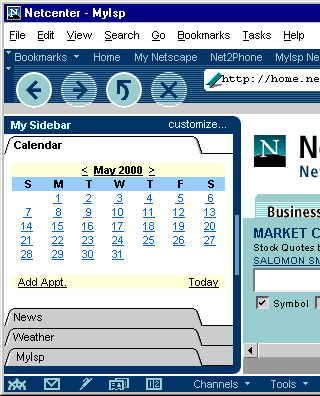 Netcenter - MyIsp
File Edit View Search Go Bookmarks Tasks Help
Bookmarks Home My Netscape Net2Phone MyIsp Ne
http://home.ne
My Sidebar customize...
Calendar
< May 2000 >
S M T W T F S
1 2 3 4 5 6
7 8 9 10 11 12 13
14 15 16 17 18 19 20
21 22 23 24 25 26 27
28 29 30 31
Add Appt. Today
News
Weather
MyIsp
N
Ne
Business
MARKET C
Stock Quotes b
SALOMON SM
Symbol
Channels Tools